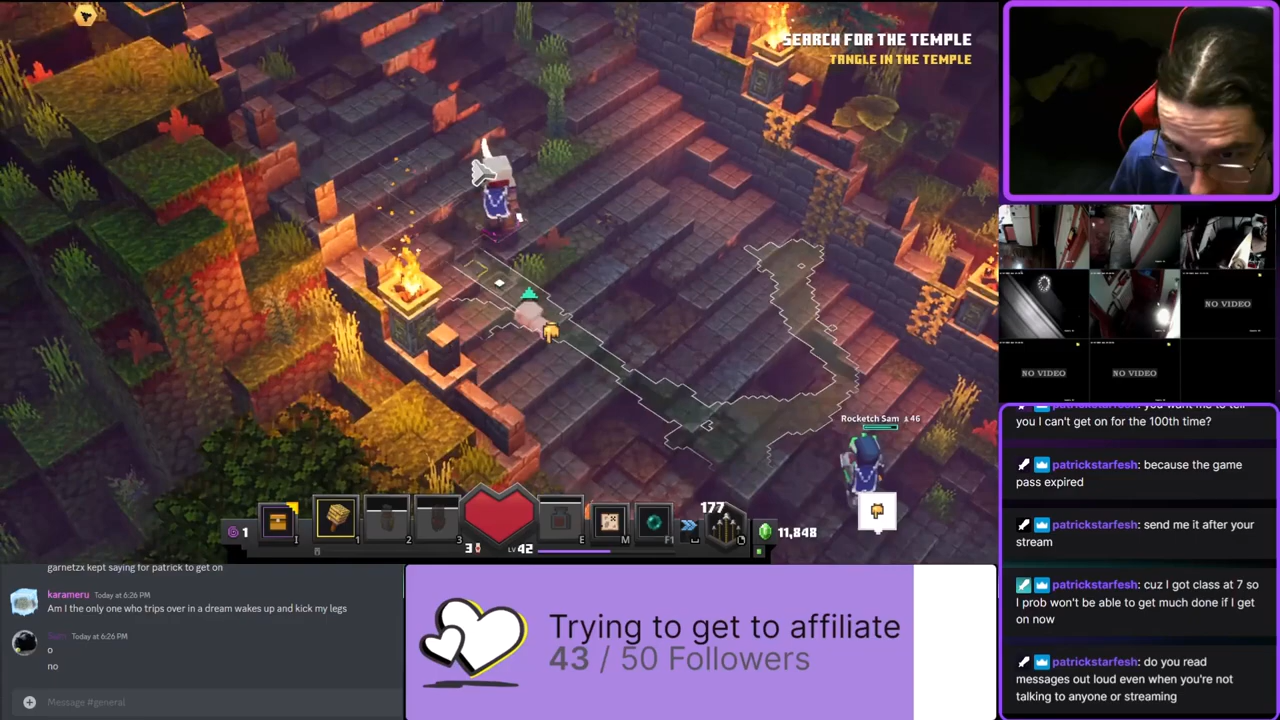 SEARCH FOR THE TEMPLE
TANGLE IN THE TEMPLE
Rocketch Sam 46
1
I
1
2
3
E
M
F1
177
11,848
3
LV 42
NO VIDEO
NO VIDEO
NO VIDEO
patrickstarfesh: you want me to tell
you I can't get on for the 100th time?
patrickstarfesh: because the game
pass expired
patrickstarfesh: send me it after your
stream
patrickstarfesh: cuz I got class at 7 so
I prob won't be able to get much done if I get
on now
patrickstarfesh: do you read
messages out loud even when you're not
talking to anyone or streaming
garnetzx kept saying for patrick to get on
karameru Today at 6:26 PM
Am I the only one who trips over in a dream wakes up and kick my legs
Today at 6:26 PM
o
no
Message #general
Trying to get to affiliate
43 / 50 Followers